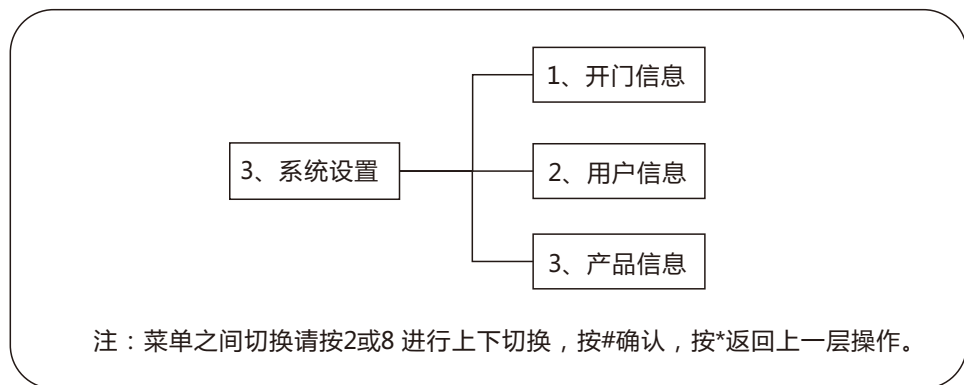 1、开门信息
3、系统设置
2、用户信息
3、产品信息
注：菜单之间切换请按2或8 进行上下切换，按#确认，按*返回上一层操作。